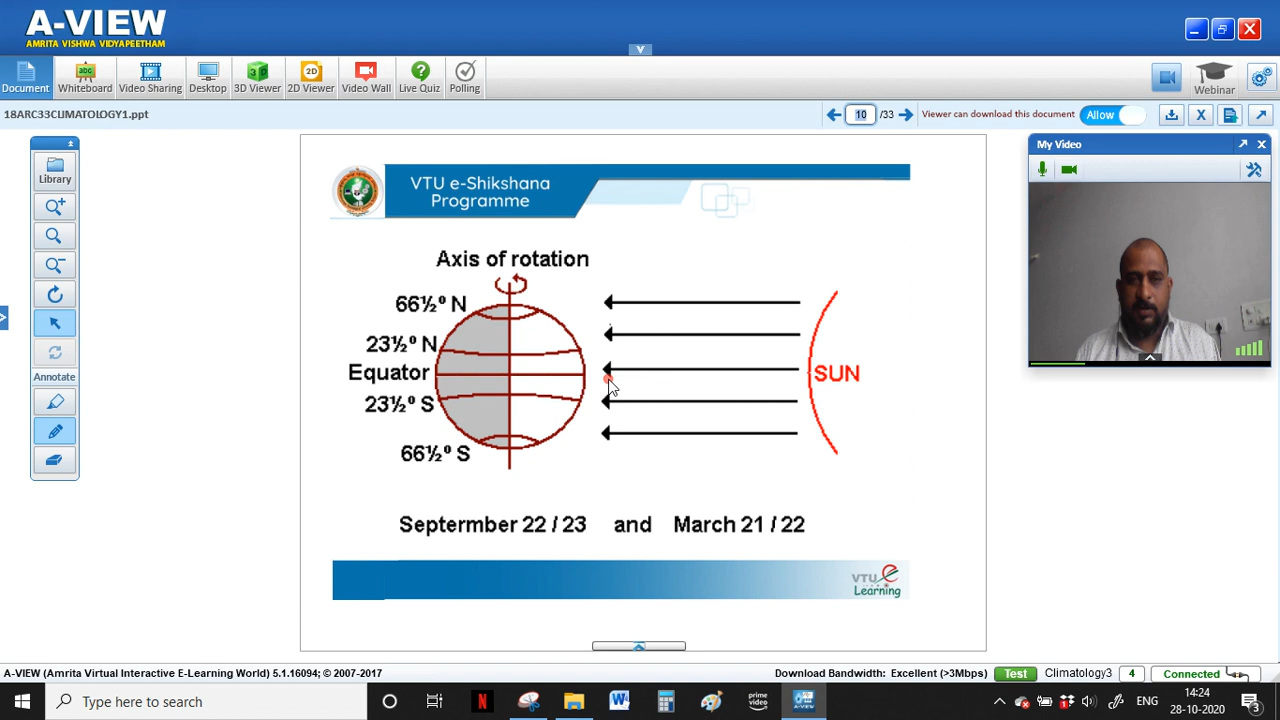 A-VIEW
AMRITA VISHWA VIDYAPEETHAM
Document
Whiteboard
Video Sharing
Desktop
3D Viewer
2D Viewer
Video Wall
Live Quiz
Polling
Webinar
18ARC33CLIMATOLOGY1.ppt
10 /33
Viewer can download this document
Allow
Library
Annotate
My Video
VTU e-Shikshana
Programme
Axis of rotation
66½° N
23½° N
Equator
23½° S
66½° S
SUN
Septermber 22 / 23 and March 21 / 22
VTU e
Learning
A-VIEW (Amrita Virtual Interactive E-Learning World) 5.1.16094; © 2007-2017
Download Bandwidth: Excellent (>3Mbps)
Test
Climatology3
4
Connected
Type here to search
prime
video
ENG
14:24
28-10-2020
3